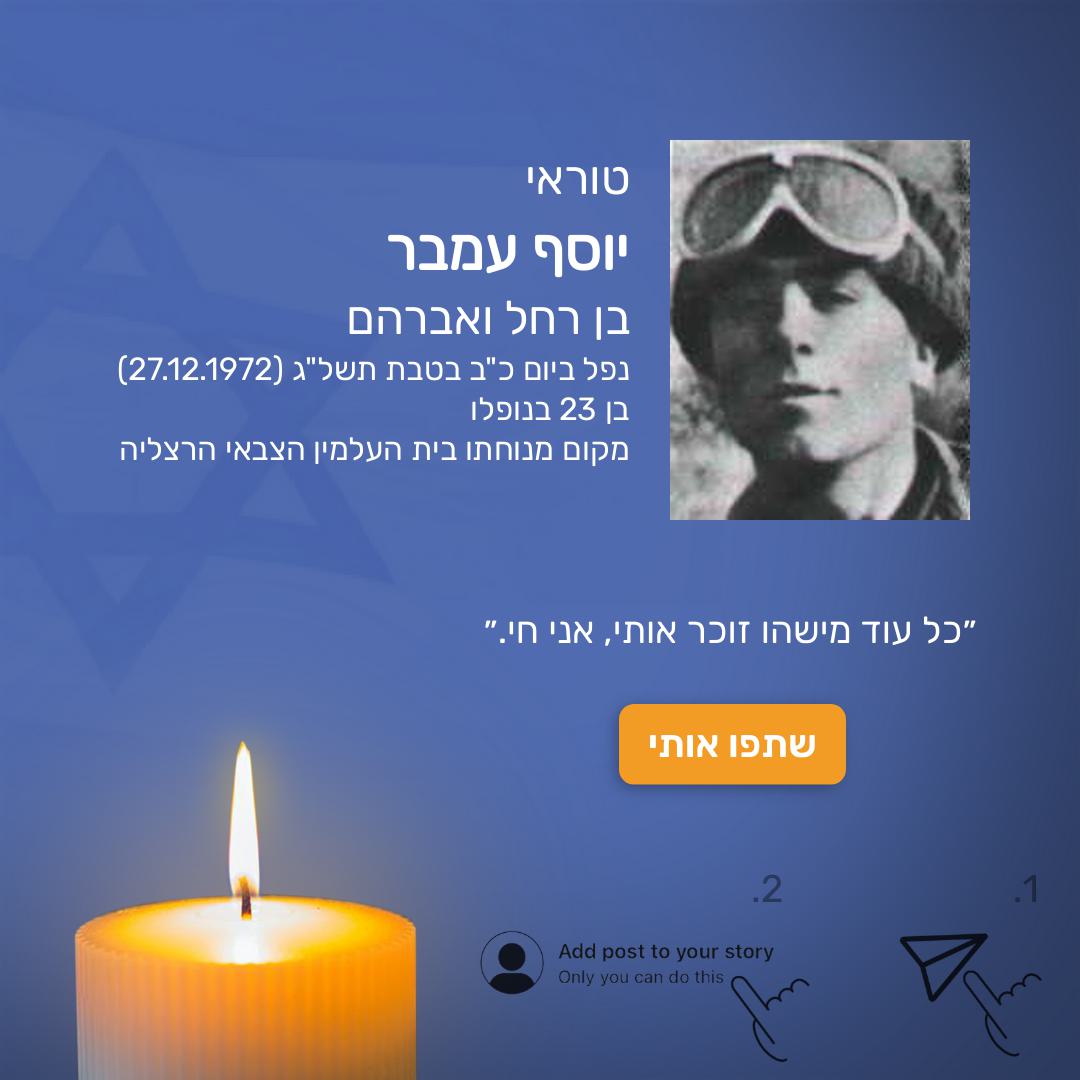 טוראי
יוסף עמבר
בן רחל ואברהם
נפל ביום כ"ב בטבת תשל"ג (27.12.1972)
בן 23 בנופלו
מקום מנוחתו בית העלמין הצבאי הרצליה
״כל עוד מישהו זוכר אותי, אני חי.״
שתפו אותי
.1
.2
Add post to your story
Only you can do this